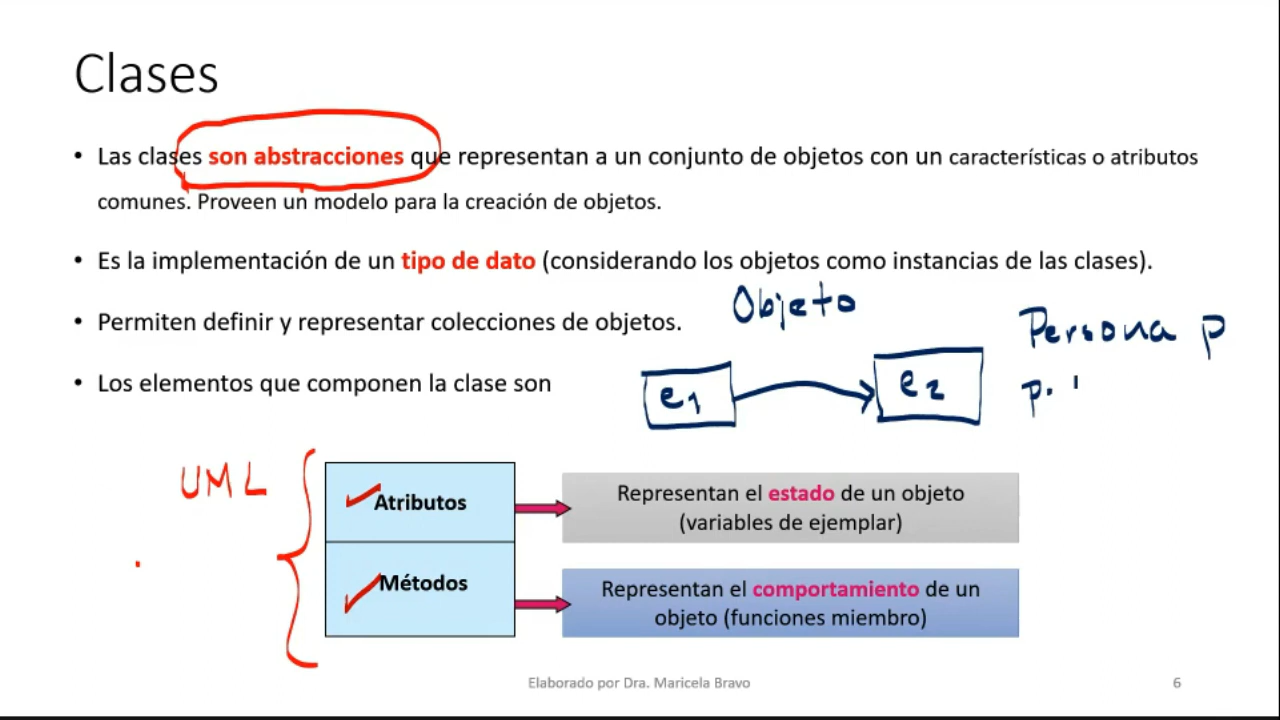 Clases
• Las clases son abstracciones que representan a un conjunto de objetos con un características o atributos
comunes. Proveen un modelo para la creación de objetos.
• Es la implementación de un tipo de dato (considerando los objetos como instancias de las clases).
• Permiten definir y representar colecciones de objetos.
Objeto
Persona p
• Los elementos que componen la clase son
e1
e2
p.
UML
Atributos
Representan el estado de un objeto
(variables de ejemplar)
Métodos
Representan el comportamiento de un
objeto (funciones miembro)
Elaborado por Dra. Maricela Bravo
6